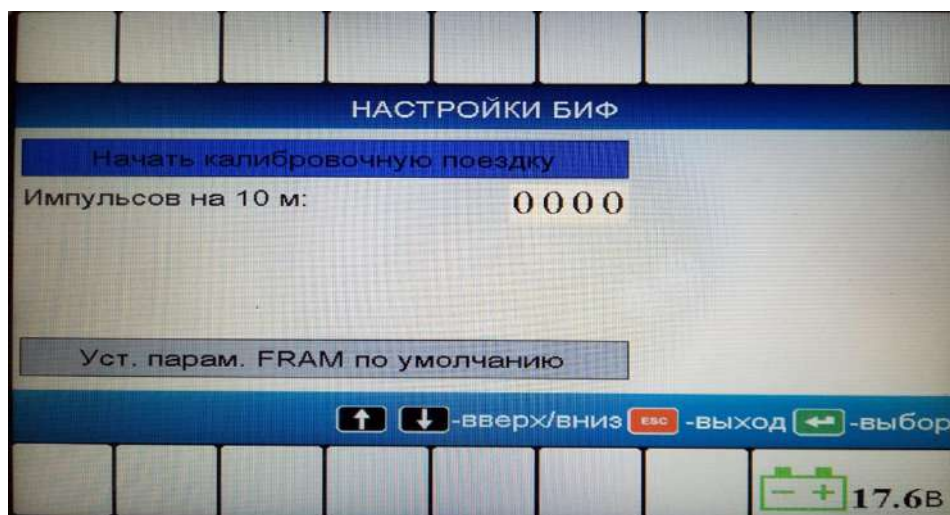 НАСТРОЙКИ БИФ
Начать калибровочную поездку
Импульсов на 10 м: 0000
Уст. парам. FRAM по умолчанию
-вверх/вниз ESC -выход -выбор
17.6В